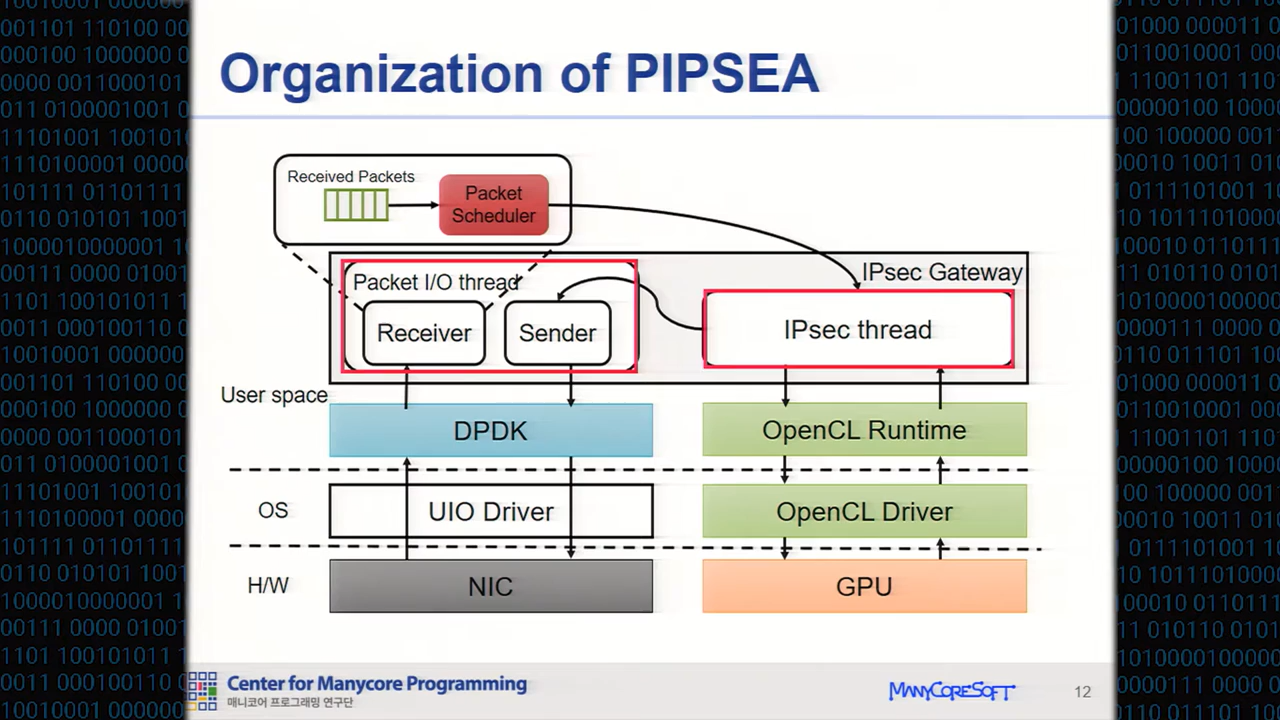 Organization of PIPSEA
Received Packets
Packet
Scheduler
IPsec Gateway
Packet I/O thread
Receiver
Sender
IPsec thread
User space
DPDK
OpenCL Runtime
OS
UIO Driver
OpenCL Driver
H/W
NIC
GPU
Center for Manycore Programming
매니코어 프로그래밍 연구단
MANYCORESOFT
12